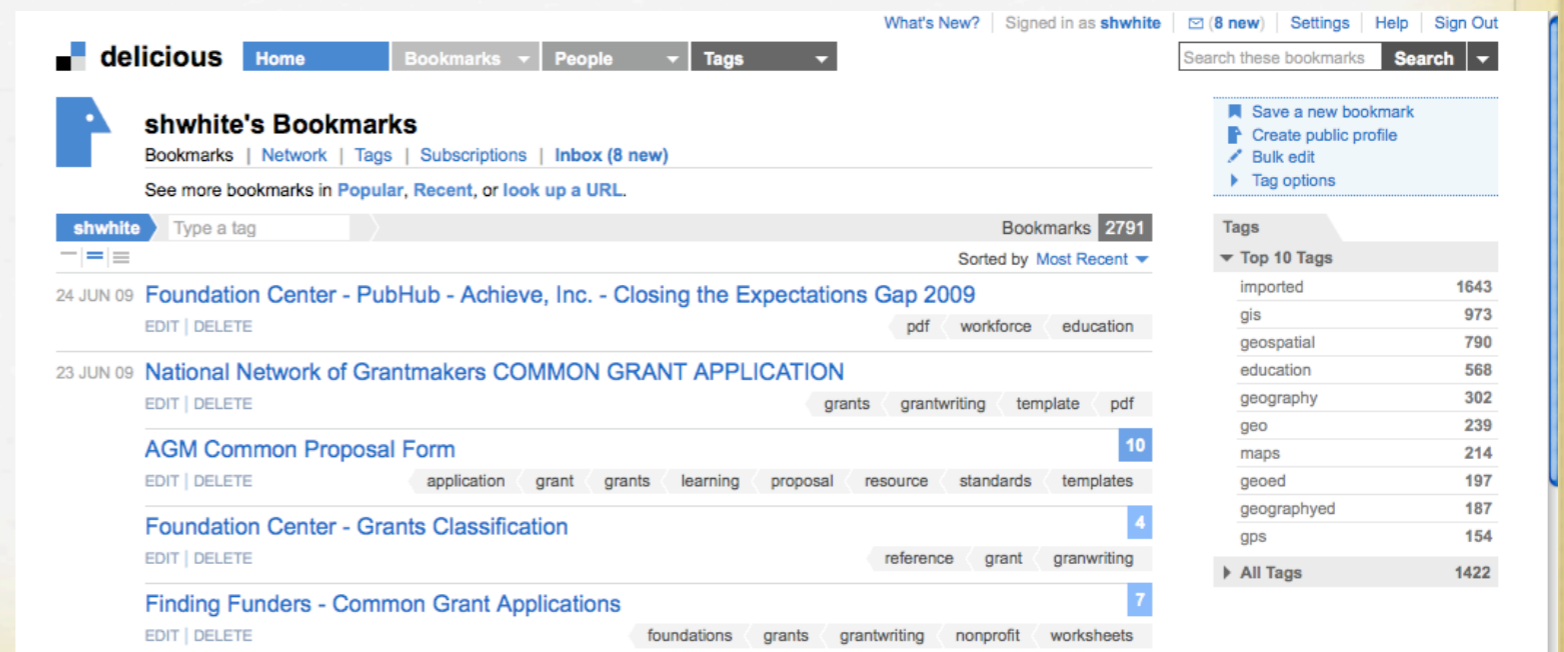 What's New? Signed in as shwhite (8 new) Settings Help Sign Out
delicious Home Bookmarks People Tags Search these bookmarks Search
shwhite's Bookmarks
Bookmarks | Network | Tags | Subscriptions | Inbox (8 new)
See more bookmarks in Popular, Recent, or look up a URL.
Save a new bookmark
Create public profile
Bulk edit
Tag options
shwhite Type a tag Bookmarks 2791
Sorted by Most Recent
24 JUN 09 Foundation Center - PubHub - Achieve, Inc. - Closing the Expectations Gap 2009
EDIT | DELETE pdf workforce education
23 JUN 09 National Network of Grantmakers COMMON GRANT APPLICATION
EDIT | DELETE grants grantwriting template pdf
AGM Common Proposal Form 10
EDIT | DELETE application grant grants learning proposal resource standards templates
Foundation Center - Grants Classification 4
EDIT | DELETE reference grant granwriting
Finding Funders - Common Grant Applications 7
EDIT | DELETE foundations grants grantwriting nonprofit worksheets
Tags
Top 10 Tags
imported 1643
gis 973
geospatial 790
education 568
geography 302
geo 239
maps 214
geoed 197
geographyed 187
gps 154
All Tags 1422